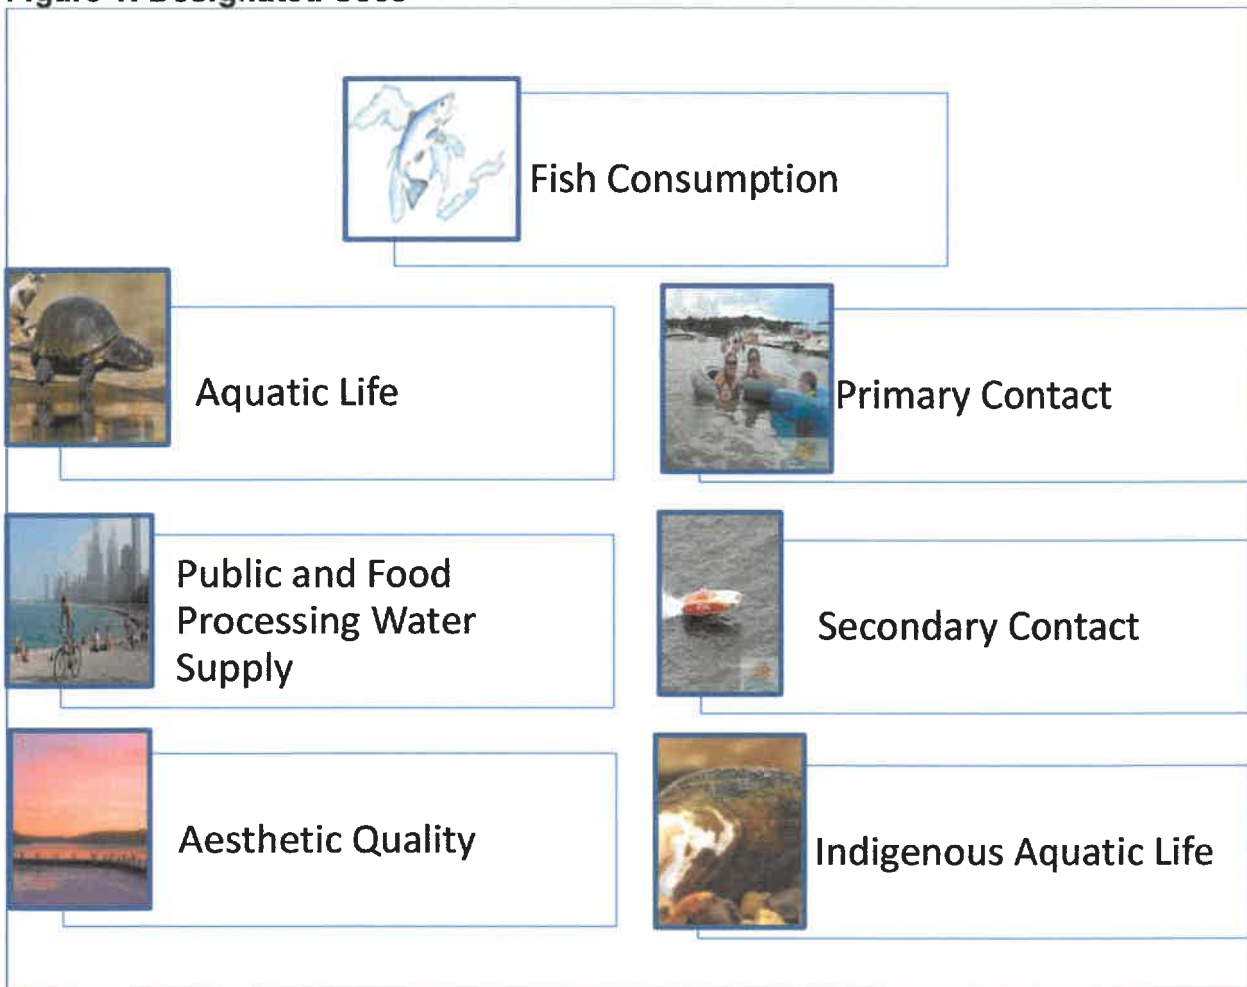 Fish Consumption
Aquatic Life
Primary Contact
Public and Food
Processing Water
Supply
Secondary Contact
Aesthetic Quality
Indigenous Aquatic Life